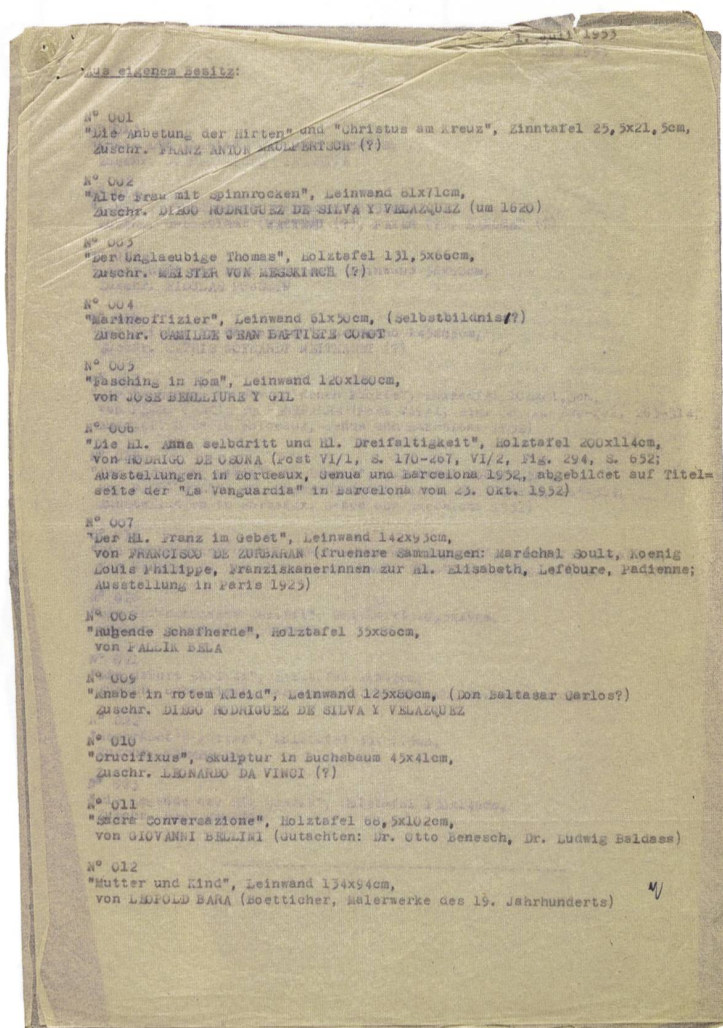 1. Juli 1953
Aus eigenem Besitz:
N° 001
"Die Anbetung der Hirten" und "Christus am Kreuz", Zinntafel 25,5x21,5cm,
Zuschr. FRANZ ANTON MAULPERTSCH (?)
N° 002
"Alte Frau mit Spinnrocken", Leinwand 61x71cm,
Zuschr. DIEGO RODRIGUEZ DE SILVA Y VELAZQUEZ (um 1620)
N° 003
"Der Unglaeubige Thomas", Holztafel 131,5x66cm,
Zuschr. MEISTER VON MESSKIRCH (?)
N° 004
"Marineoffizier", Leinwand 61x50cm, (Selbstbildnis?)
Zuschr. CAMILLE JEAN BAPTISTE COROT
N° 005
"Fasching in Rom", Leinwand 120x180cm,
von JOSE BENLLIURE Y GIL
N° 006
"Die Hl. Anna selbdritt und Hl. Dreifaltigkeit", Holztafel 200x114cm,
von RODRIGO DE OSONA (Post VI/1, S. 170-267, VI/2, Fig. 294, S. 632;
Ausstellungen in Bordeaux, Genua und Barcelona 1952, abgebildet auf Titel=
seite der "La Venguardia" in Barcelona vom 23. Okt. 1952)
N° 007
"Der Hl. Franz im Gebet", Leinwand 142x93cm,
von FRANCISCO DE ZURBARAN (fruehere Sammlungen: Maréchal Soult, Koenig
Louis Philippe, Franziskanerinnen zur Hl. Elisabeth, Lefebure, Padienne;
Ausstellung in Paris 1925)
N° 008
"Ruhende Schafherde", Holztafel 35x80cm,
von PALLIK BELA
N° 009
"Knabe in rotem Kleid", Leinwand 125x80cm, (Don Baltasar Carlos?)
Zuschr. DIEGO RODRIGUEZ DE SILVA Y VELAZQUEZ
N° 010
"Crucifixus", Skulptur in Buchsbaum 45x41cm,
Zuschr. LEONARDO DA VINCI (?)
N° 011
"Sacra Conversazione", Holztafel 68,5x102cm,
von GIOVANNI BELLINI (Gutachten: Dr. Otto Benesch, Dr. Ludwig Baldass)
N° 012
"Mutter und Kind", Leinwand 134x94cm,
von LEOPOLD BARA (Boetticher, Malerwerke des 19. Jahrhunderts)